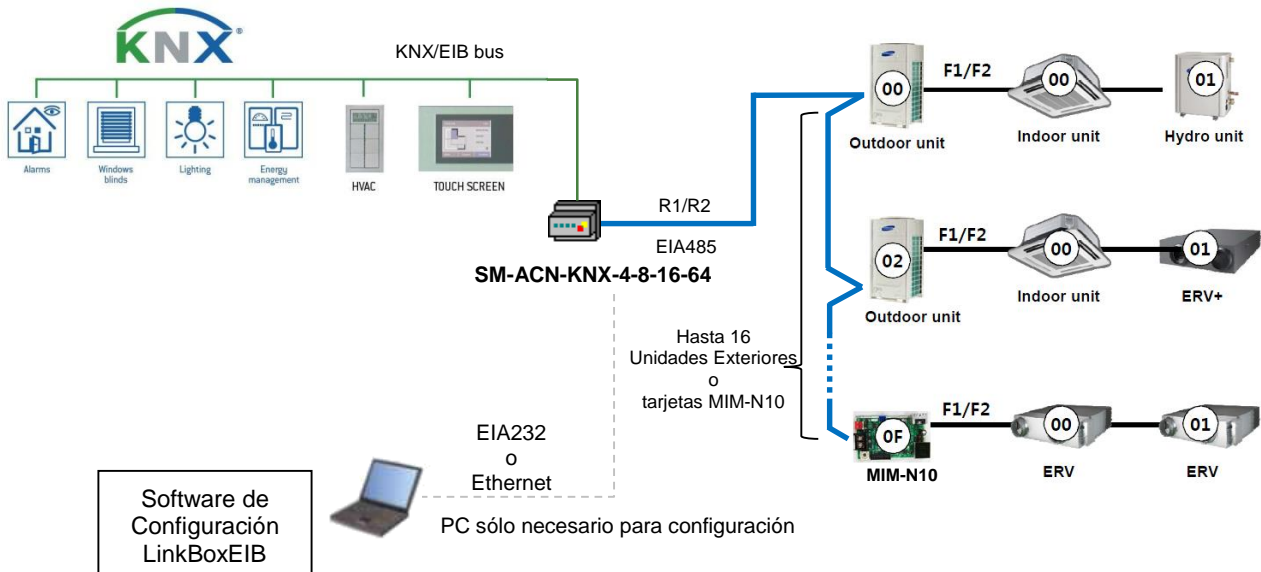 KNX®
KNX/EIB bus
Alarms
Windows
blinds
Lighting
Energy
management
HVAC
TOUCH SCREEN
R1/R2
EIA485
SM-ACN-KNX-4-8-16-64
00
Outdoor unit
F1/F2
00
Indoor unit
01
Hydro unit
02
Outdoor unit
F1/F2
00
Indoor unit
01
ERV+
Hasta 16
Unidades Exteriores
o
tarjetas MIM-N10
0F
MIM-N10
F1/F2
00
ERV
01
ERV
EIA232
o
Ethernet
Software de
Configuración
LinkBoxEIB
PC sólo necesario para configuración